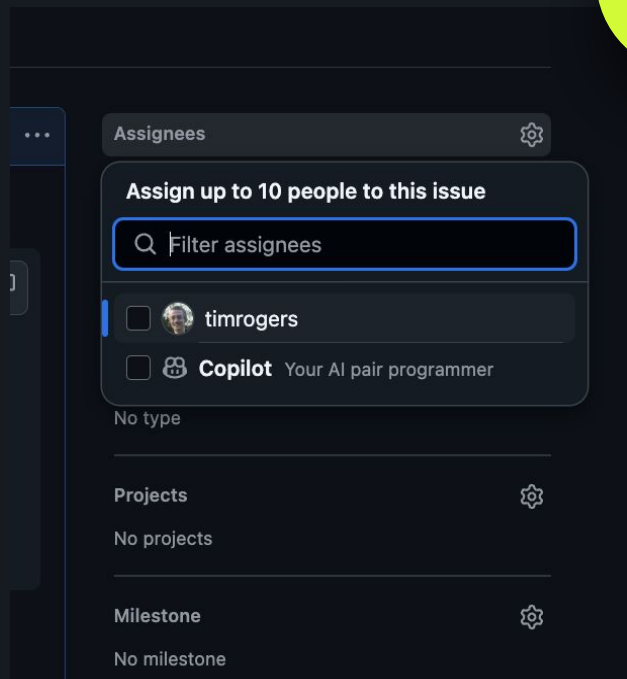 Assignees
Assign up to 10 people to this issue
Filter assignees
timrogers
Copilot Your AI pair programmer
No type
Projects
No projects
Milestone
No milestone